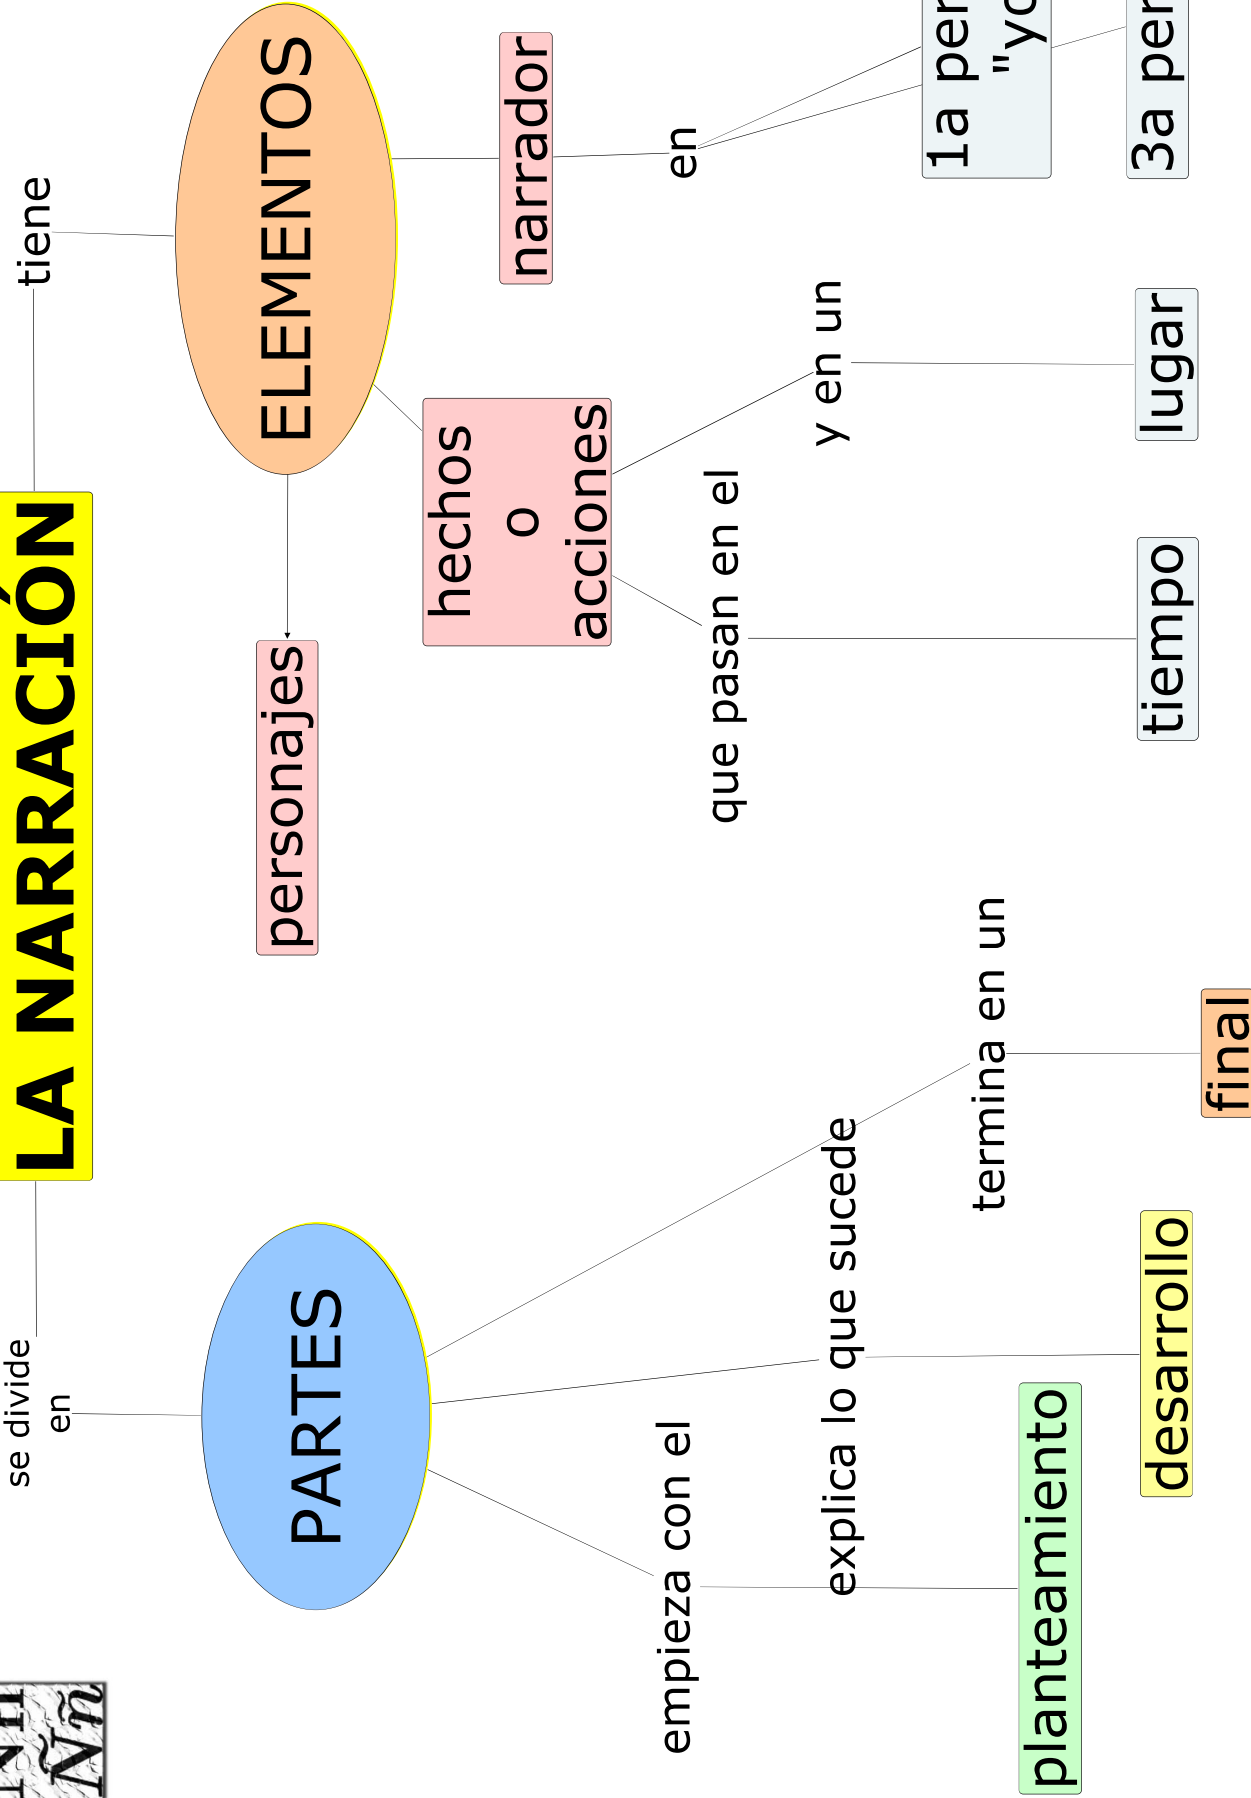 LA NARRACIÓN
se divide
en
tiene
PARTES
ELEMENTOS
personajes
hechos
o
acciones
narrador
empieza con el
explica lo que sucede
termina en un
que pasan en el
y en un
en
planteamiento
desarrollo
final
tiempo
lugar
1a per
"yo
3a per
Ññ